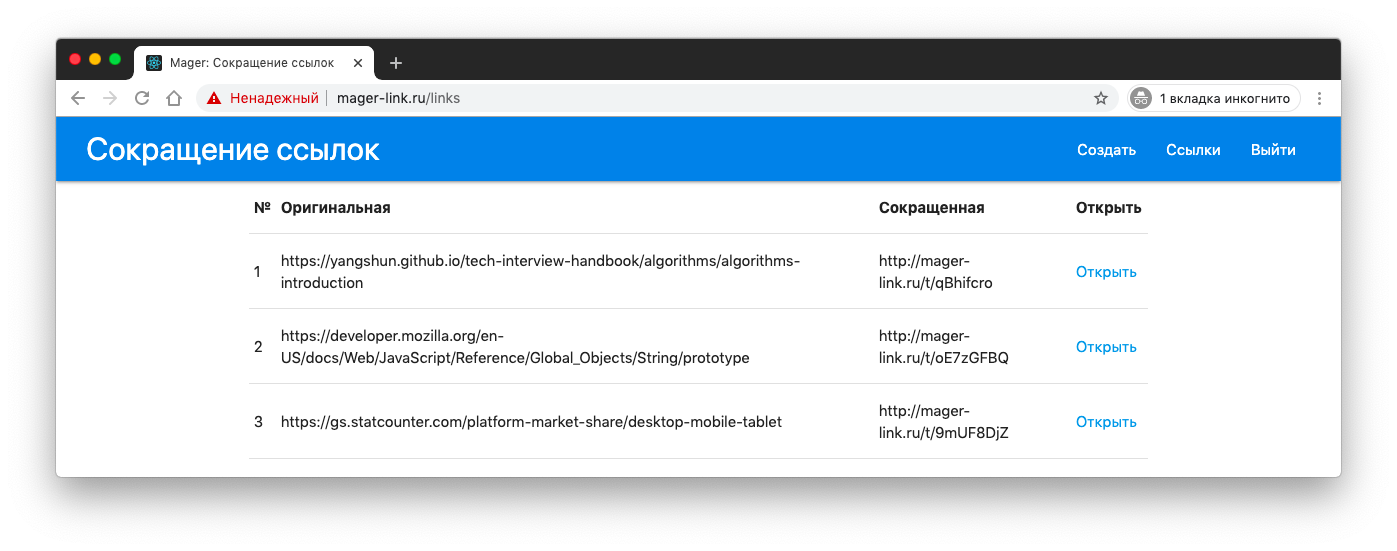 Mager: Сокращение ссылок
Ненадежный mager-link.ru/links 1 вкладка инкогнито
Сокращение ссылок Создать Ссылки Выйти
№ Оригинальная Сокращенная Открыть
https://yangshun.github.io/tech-interview-handbook/algorithms/algorithms- http://mager-
1 Открыть
introduction link.ru/t/qBhifcro
https://developer.mozilla.org/en- http://mager-
2 Открыть
US/docs/Web/JavaScript/Reference/Global_Objects/String/prototype link.ru/t/oE7zGFBQ
http://mager-
3 https://gs.statcounter.com/platform-market-share/desktop-mobile-tablet Открыть
link.ru/t/9mUF8DjZ